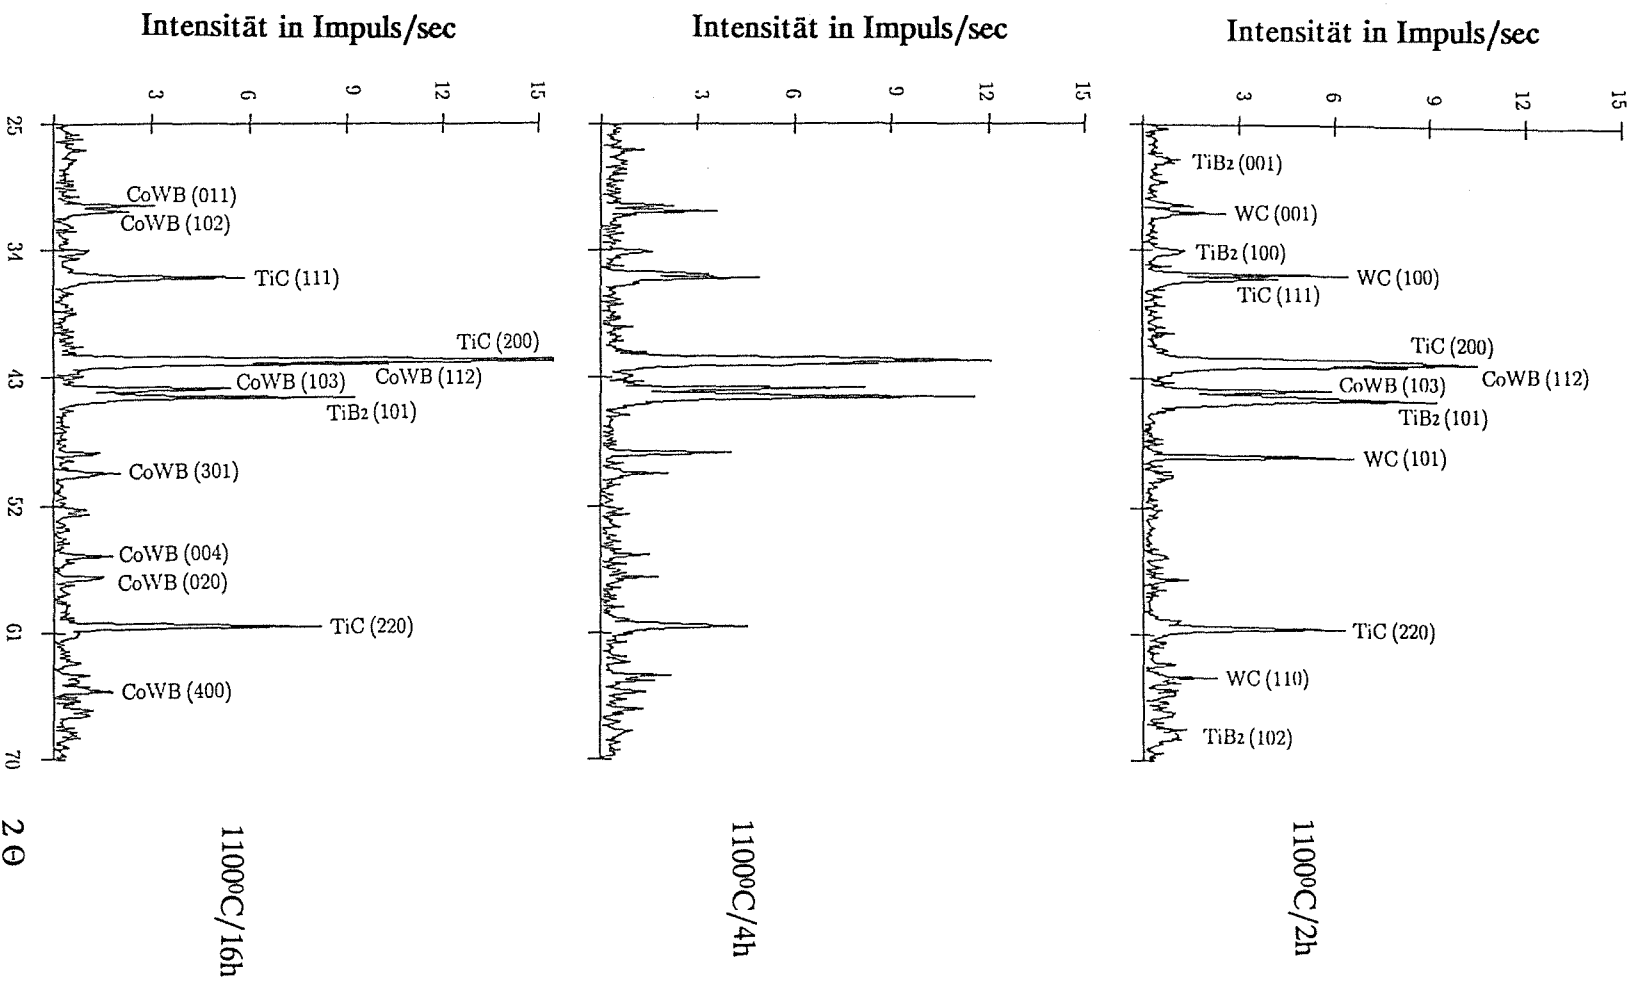 Intensität in Impuls/sec
Intensität in Impuls/sec
Intensität in Impuls/sec
3 6 9 12 15
3 6 9 12 15
3 6 9 12 15
25
34
43
52
61
70
2Θ
CoWB (011)
CoWB (102)
TiC (111)
TiC (200)
CoWB (112)
CoWB (103)
TiB2 (101)
CoWB (301)
CoWB (004)
CoWB (020)
TiC (220)
CoWB (400)
1100⁰C/16h
1100⁰C/4h
TiB2 (001)
WC (001)
TiB2 (100)
WC (100)
TiC (111)
TiC (200)
CoWB (112)
CoWB (103)
TiB2 (101)
WC (101)
TiC (220)
WC (110)
TiB2 (102)
1100⁰C/2h